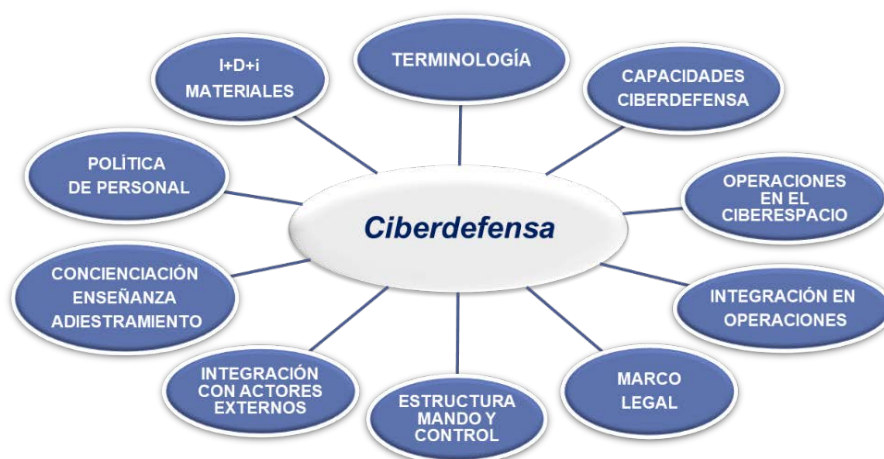 TERMINOLOGÍA
CAPACIDADES
CIBERDEFENSA
OPERACIONES
EN EL
CIBERESPACIO
INTEGRACIÓN EN
OPERACIONES
MARCO
LEGAL
ESTRUCTURA
MANDO Y
CONTROL
INTEGRACIÓN
CON ACTORES
EXTERNOS
CONCIENCIACIÓN
ENSEÑANZA
ADIESTRAMIENTO
POLÍTICA
DE PERSONAL
I+D+i
MATERIALES
Ciberdefensa